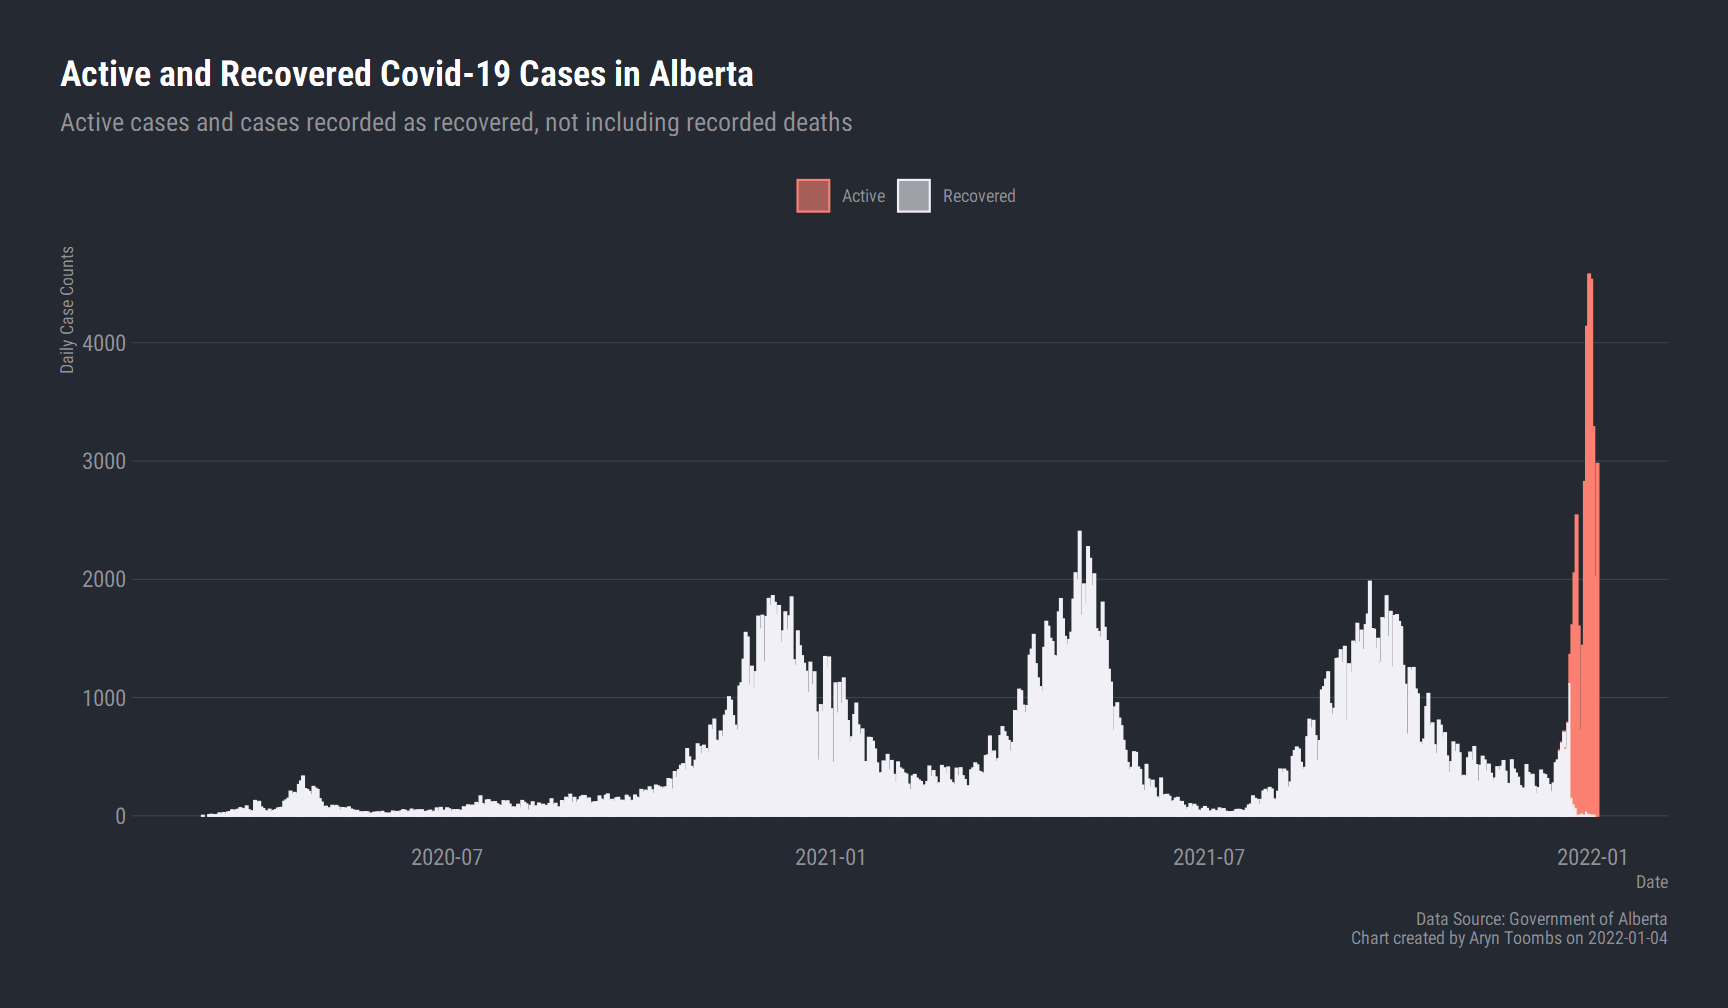 Active and Recovered Covid-19 Cases in Alberta
Active cases and cases recorded as recovered, not including recorded deaths
Active
Recovered
Daily Case Counts
4000
3000
2000
1000
0
2020-07
2021-01
2021-07
2022-01
Date
Data Source: Government of Alberta
Chart created by Aryn Toombs on 2022-01-04